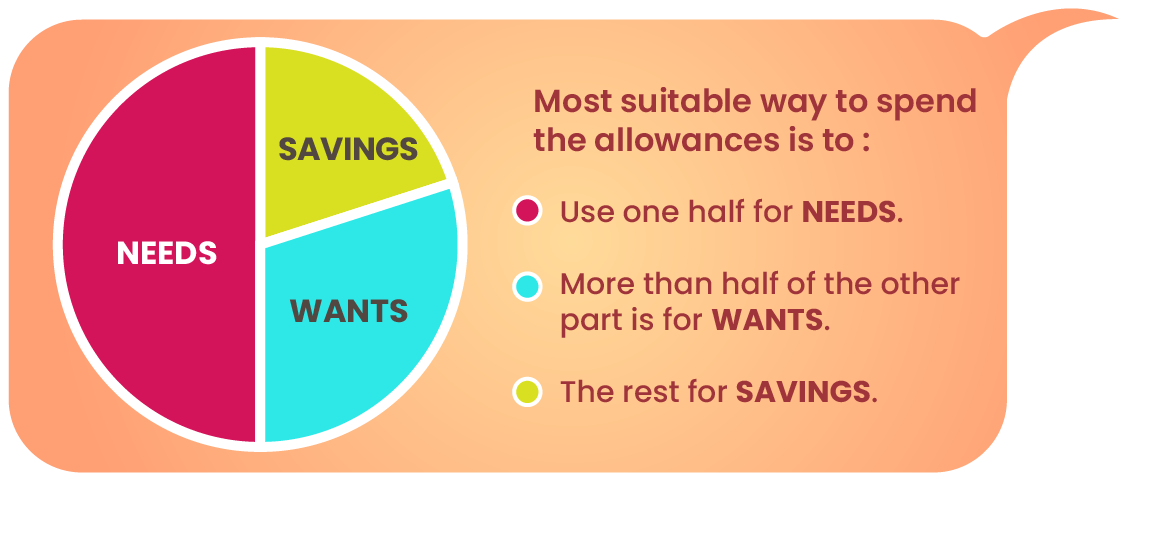 SAVINGS
NEEDS
WANTS
Most suitable way to spend
the allowances is to :
Use one half for NEEDS.
More than half of the other
part is for WANTS.
The rest for SAVINGS.